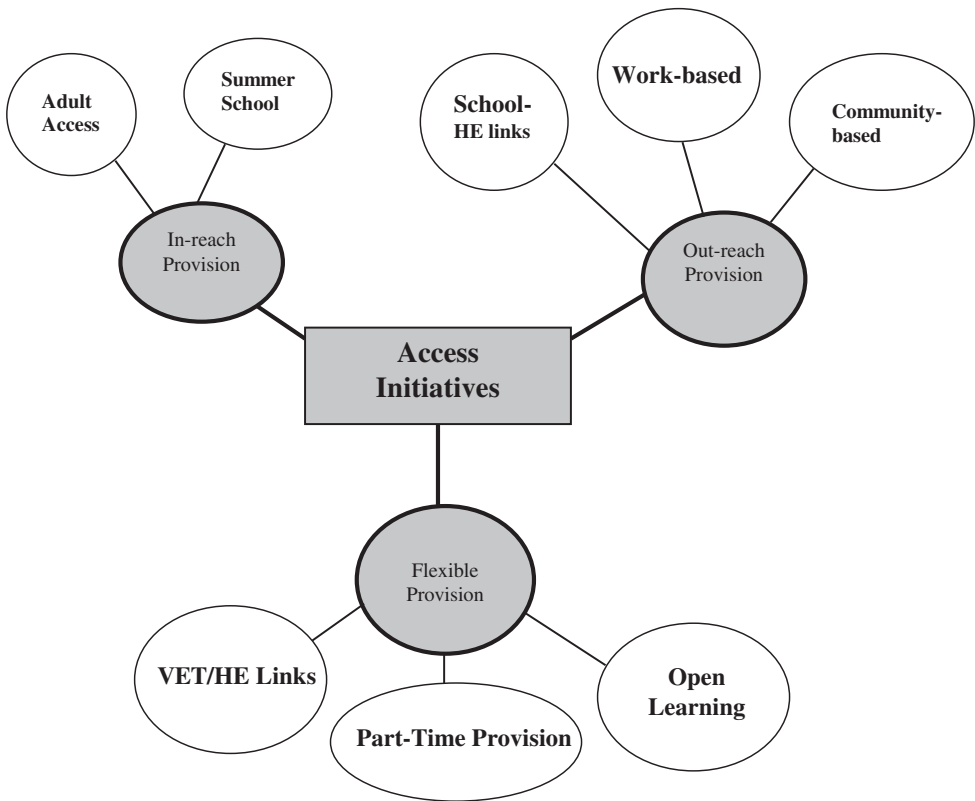 Adult
Access
Summer
School
School-
HE links
Work-based
Community-
based
In-reach
Provision
Out-reach
Provision
Access
Initiatives
Flexible
Provision
VET/HE Links
Part-Time Provision
Open
Learning